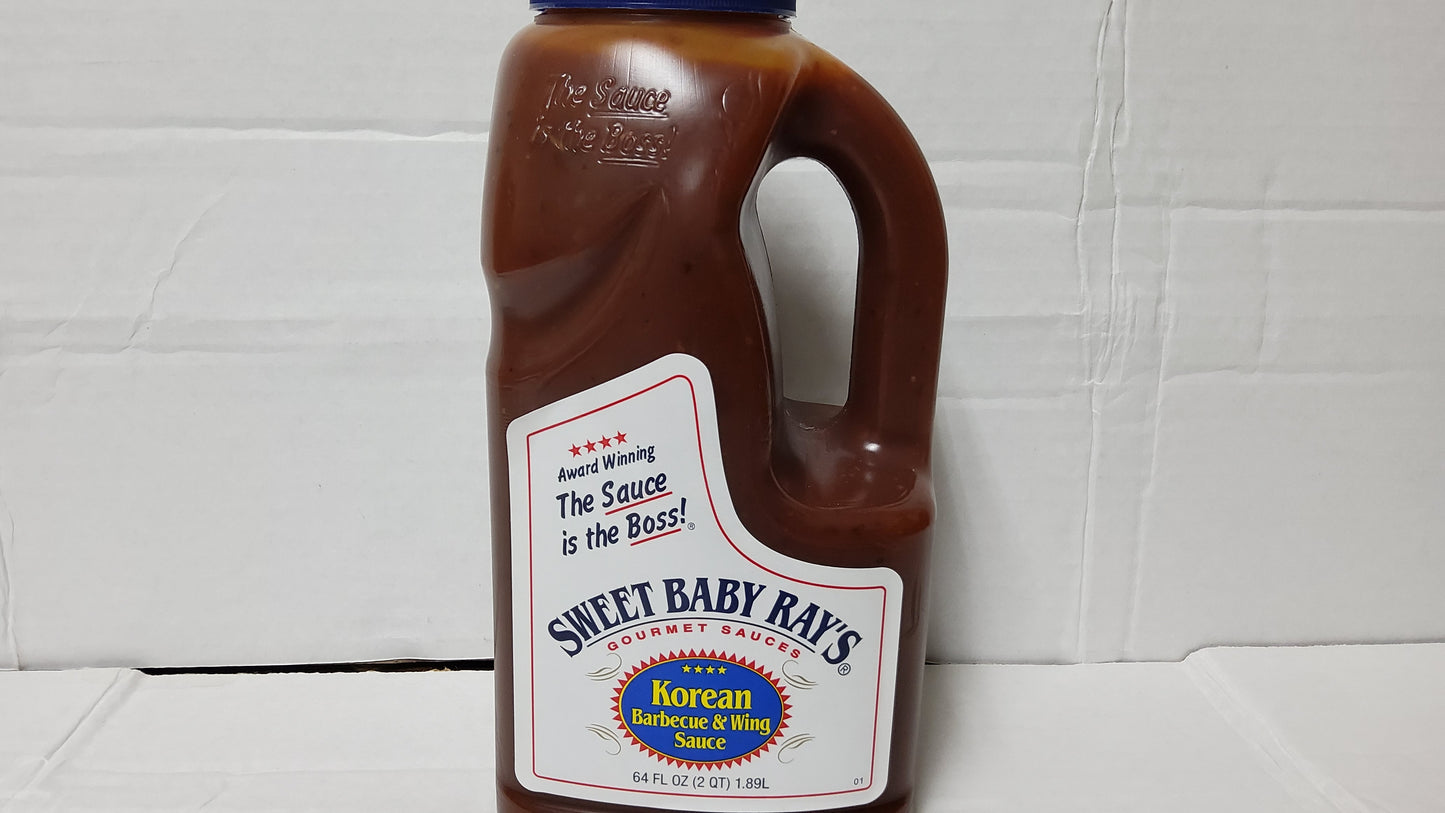 The Sauce
is the Boss!
Award Winning
The Sauce
is the Boss!®
SWEET BABY RAY'S®
GOURMET SAUCES
Korean
Barbecue & Wing
Sauce
64 FL OZ (2 QT) 1.89L
01